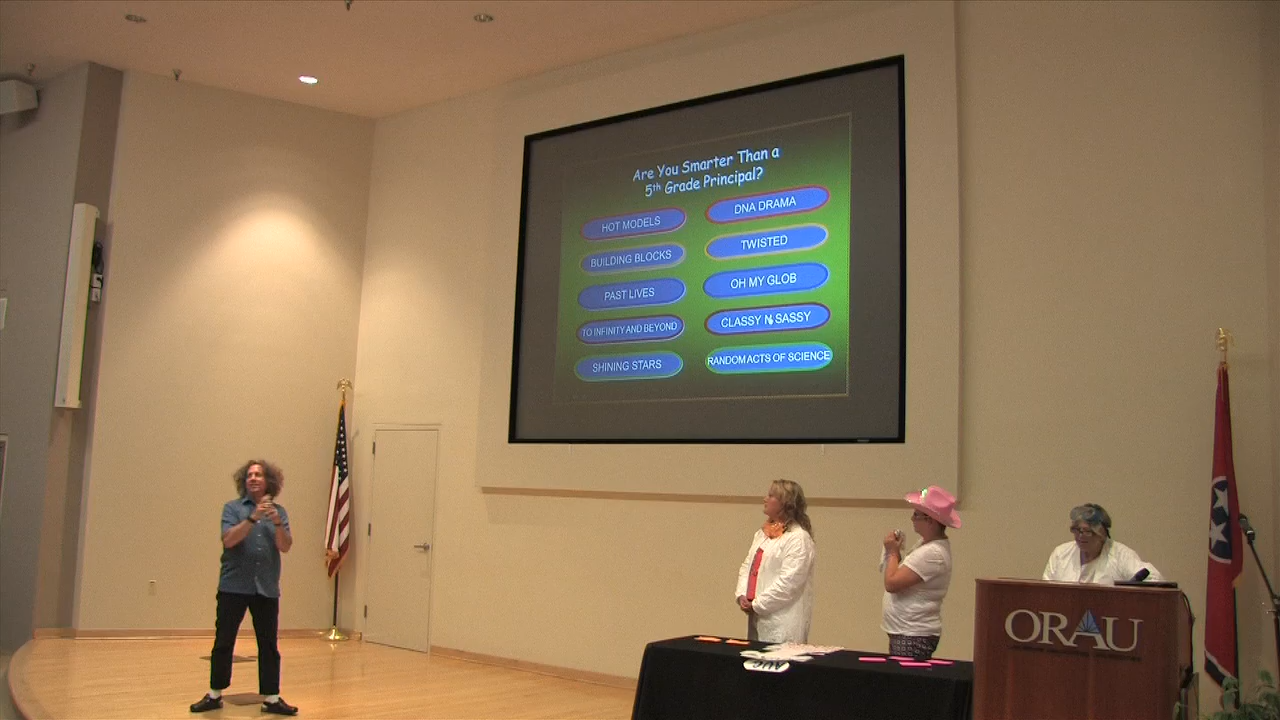 Are You Smarter Than a
5th Grade Principal?
HOT MODELS
BUILDING BLOCKS
PAST LIVES
TO INFINITY AND BEYOND
SHINING STARS
DNA DRAMA
TWISTED
OH MY GLOB
CLASSY N SASSY
RANDOM ACTS OF SCIENCE
ORAU